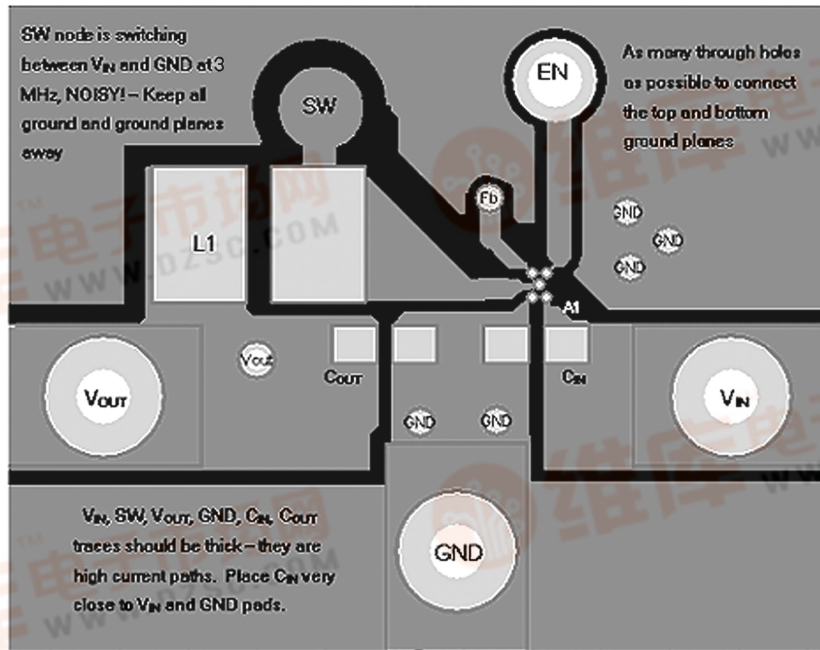 SW node is switching
between VIN and GND at 3
MHz, NOISY! – Keep all
ground and ground planes
away
SW
EN
As many through holes
as possible to connect
the top and bottom
ground planes
Fb
GND
GND
GND
L1
A1
Vout
COUT
CIN
VOUT
VIN
GND
GND
VIN, SW, VOUT, GND, CIN, COUT
traces should be thick – they are
high current paths. Place CIN very
close to VIN and GND pads.
GND
维库电子市场网
WWW.DZSC.COM